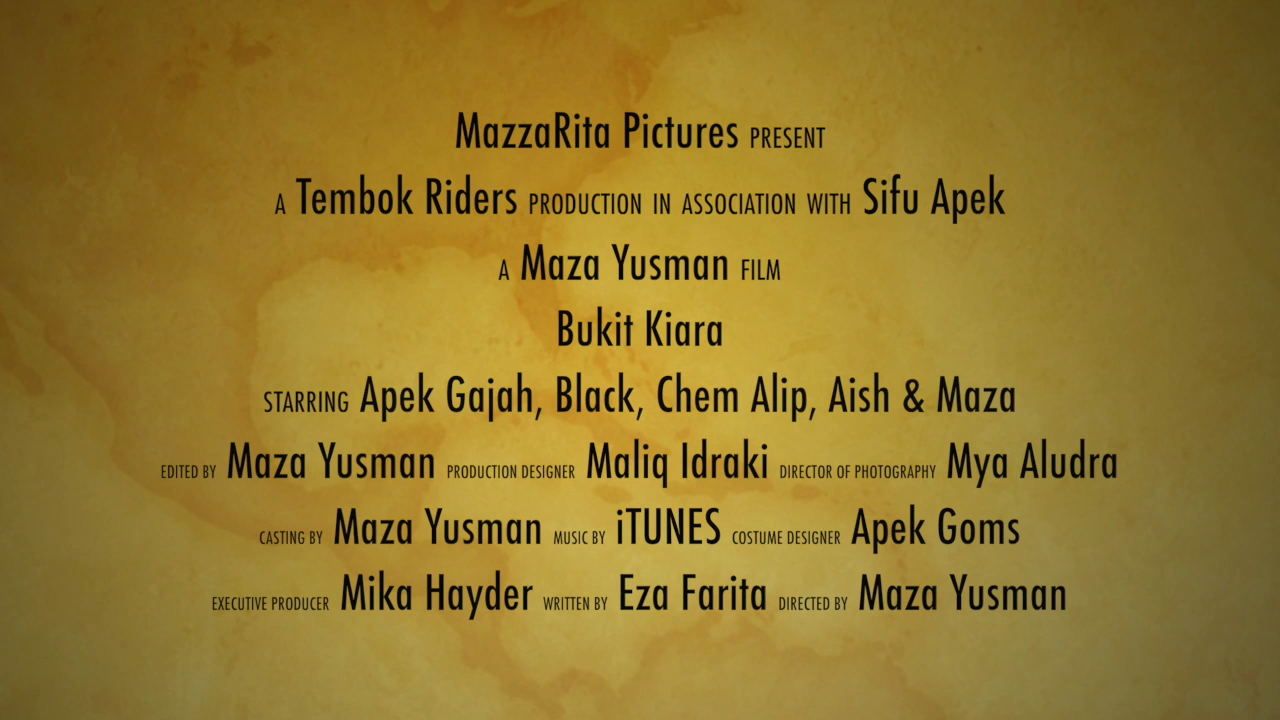 MazzaRita Pictures PRESENT
A Tembok Riders PRODUCTION IN ASSOCIATION WITH Sifu Apek
A Maza Yusman FILM
Bukit Kiara
STARRING Apek Gajah, Black, Chem Alip, Aish & Maza
EDITED BY Maza Yusman PRODUCTION DESIGNER Maliq Idraki DIRECTOR OF PHOTOGRAPHY Mya Aludra
CASTING BY Maza Yusman MUSIC BY iTUNES COSTUME DESIGNER Apek Goms
EXECUTIVE PRODUCER Mika Hayder WRITTEN BY Eza Farita DIRECTED BY Maza Yusman